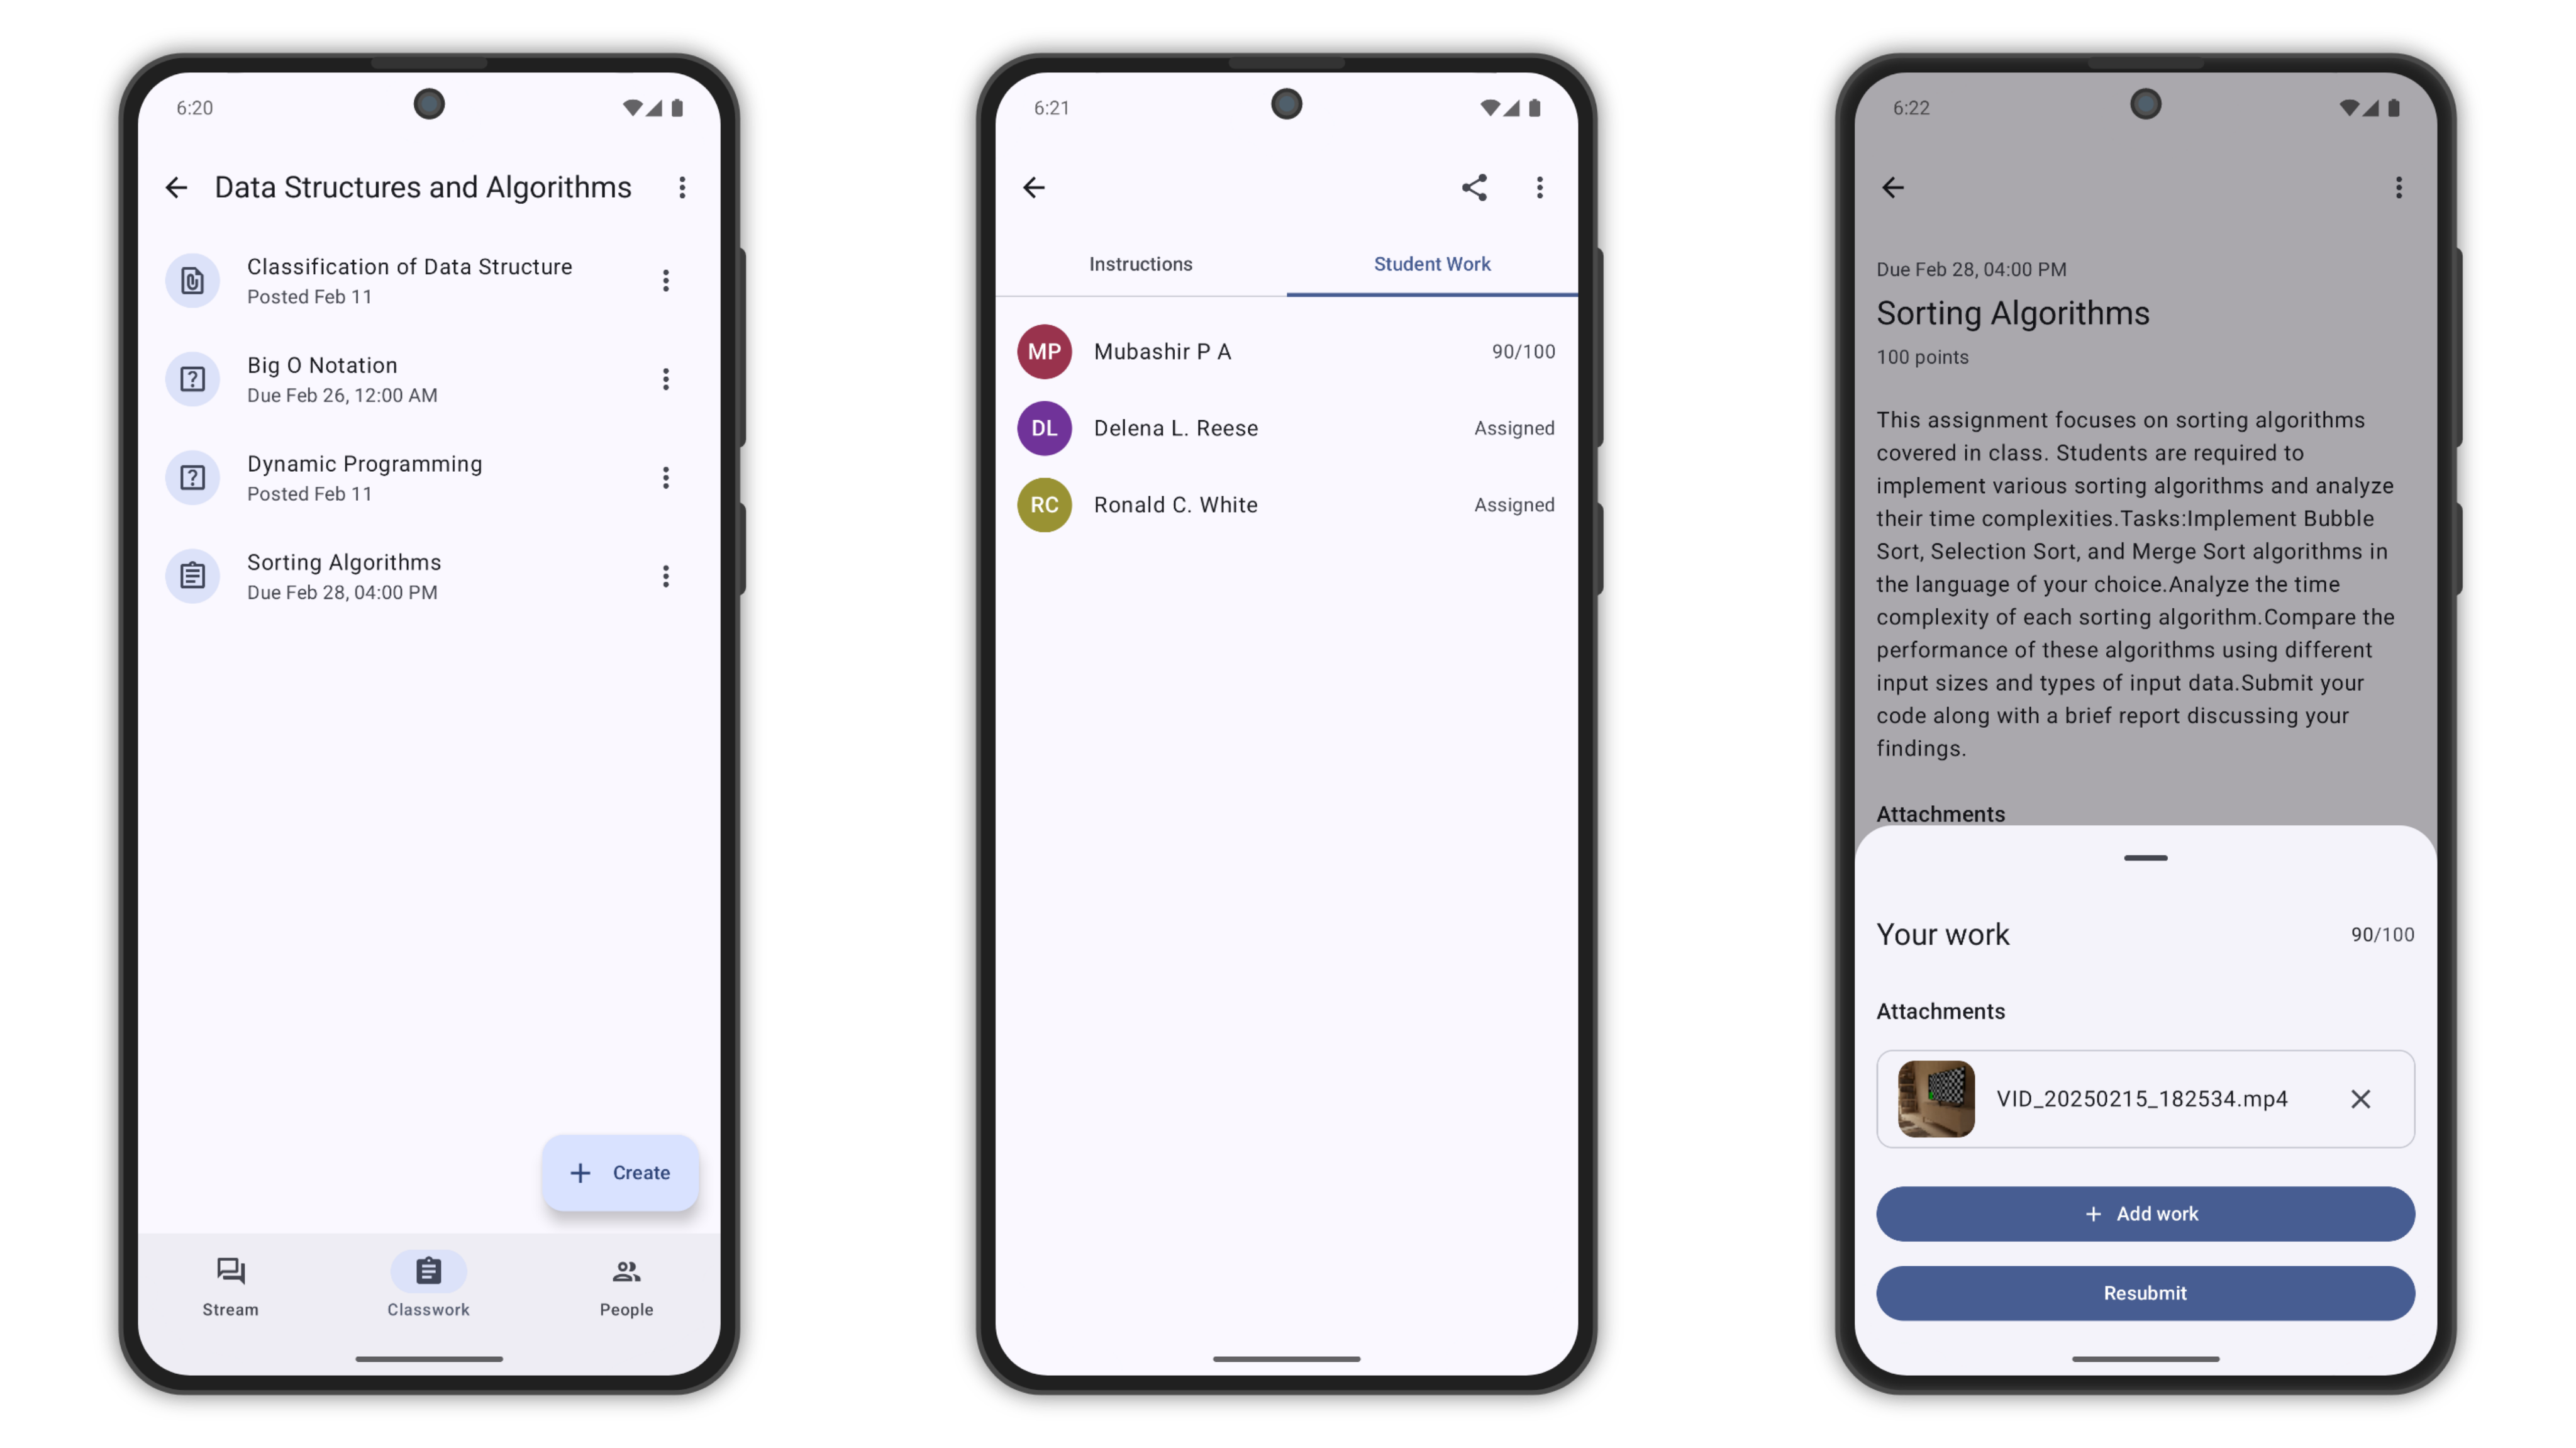 6:20
Data Structures and Algorithms
Classification of Data Structure
Posted Feb 11
Big O Notation
Due Feb 26, 12:00 AM
Dynamic Programming
Posted Feb 11
Sorting Algorithms
Due Feb 28, 04:00 PM
Create
Stream
Classwork
People
6:21
Instructions
Student Work
MP
Mubashir P A
90/100
DL
Delena L. Reese
Assigned
RC
Ronald C. White
Assigned
6:22
Due Feb 28, 04:00 PM
Sorting Algorithms
100 points
This assignment focuses on sorting algorithms
covered in class. Students are required to
implement various sorting algorithms and analyze
their time complexities.Tasks:Implement Bubble
Sort, Selection Sort, and Merge Sort algorithms in
the language of your choice.Analyze the time
complexity of each sorting algorithm.Compare the
performance of these algorithms using different
input sizes and types of input data.Submit your
code along with a brief report discussing your
findings.
Attachments
Your work
90/100
Attachments
VID_20250215_182534.mp4
Add work
Resubmit